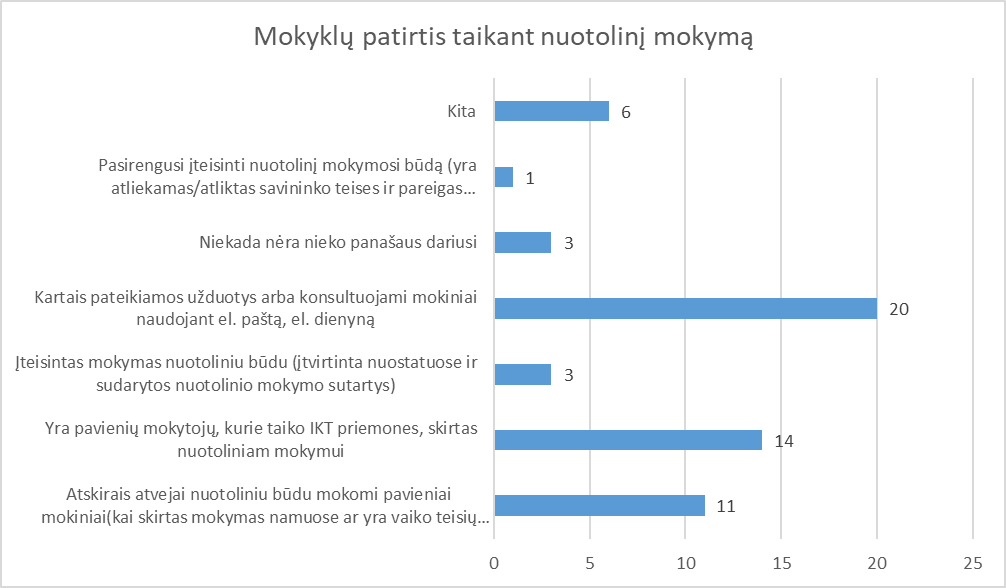 Mokyklų patirtis taikant nuotolinį mokymą
Kita
6
Pasirengusi įteisinti nuotolinį mokymosi būdą (yra
atliekamas/atliktas savininko teises ir pareigas…
1
Niekada nėra nieko panašaus dariusi
3
Kartais pateikiamos užduotys arba konsultuojami mokiniai
naudojant el. paštą, el. dienyną
20
Įteisintas mokymas nuotoliniu būdu (įtvirtinta nuostatuose ir
sudarytos nuotolinio mokymo sutartys)
3
Yra pavienių mokytojų, kurie taiko IKT priemones, skirtas
nuotoliniam mokymui
14
Atskirais atvejai nuotoliniu būdu mokomi pavieniai
mokiniai(kai skirtas mokymas namuose ar yra vaiko teisių…
11
0 5 10 15 20 25